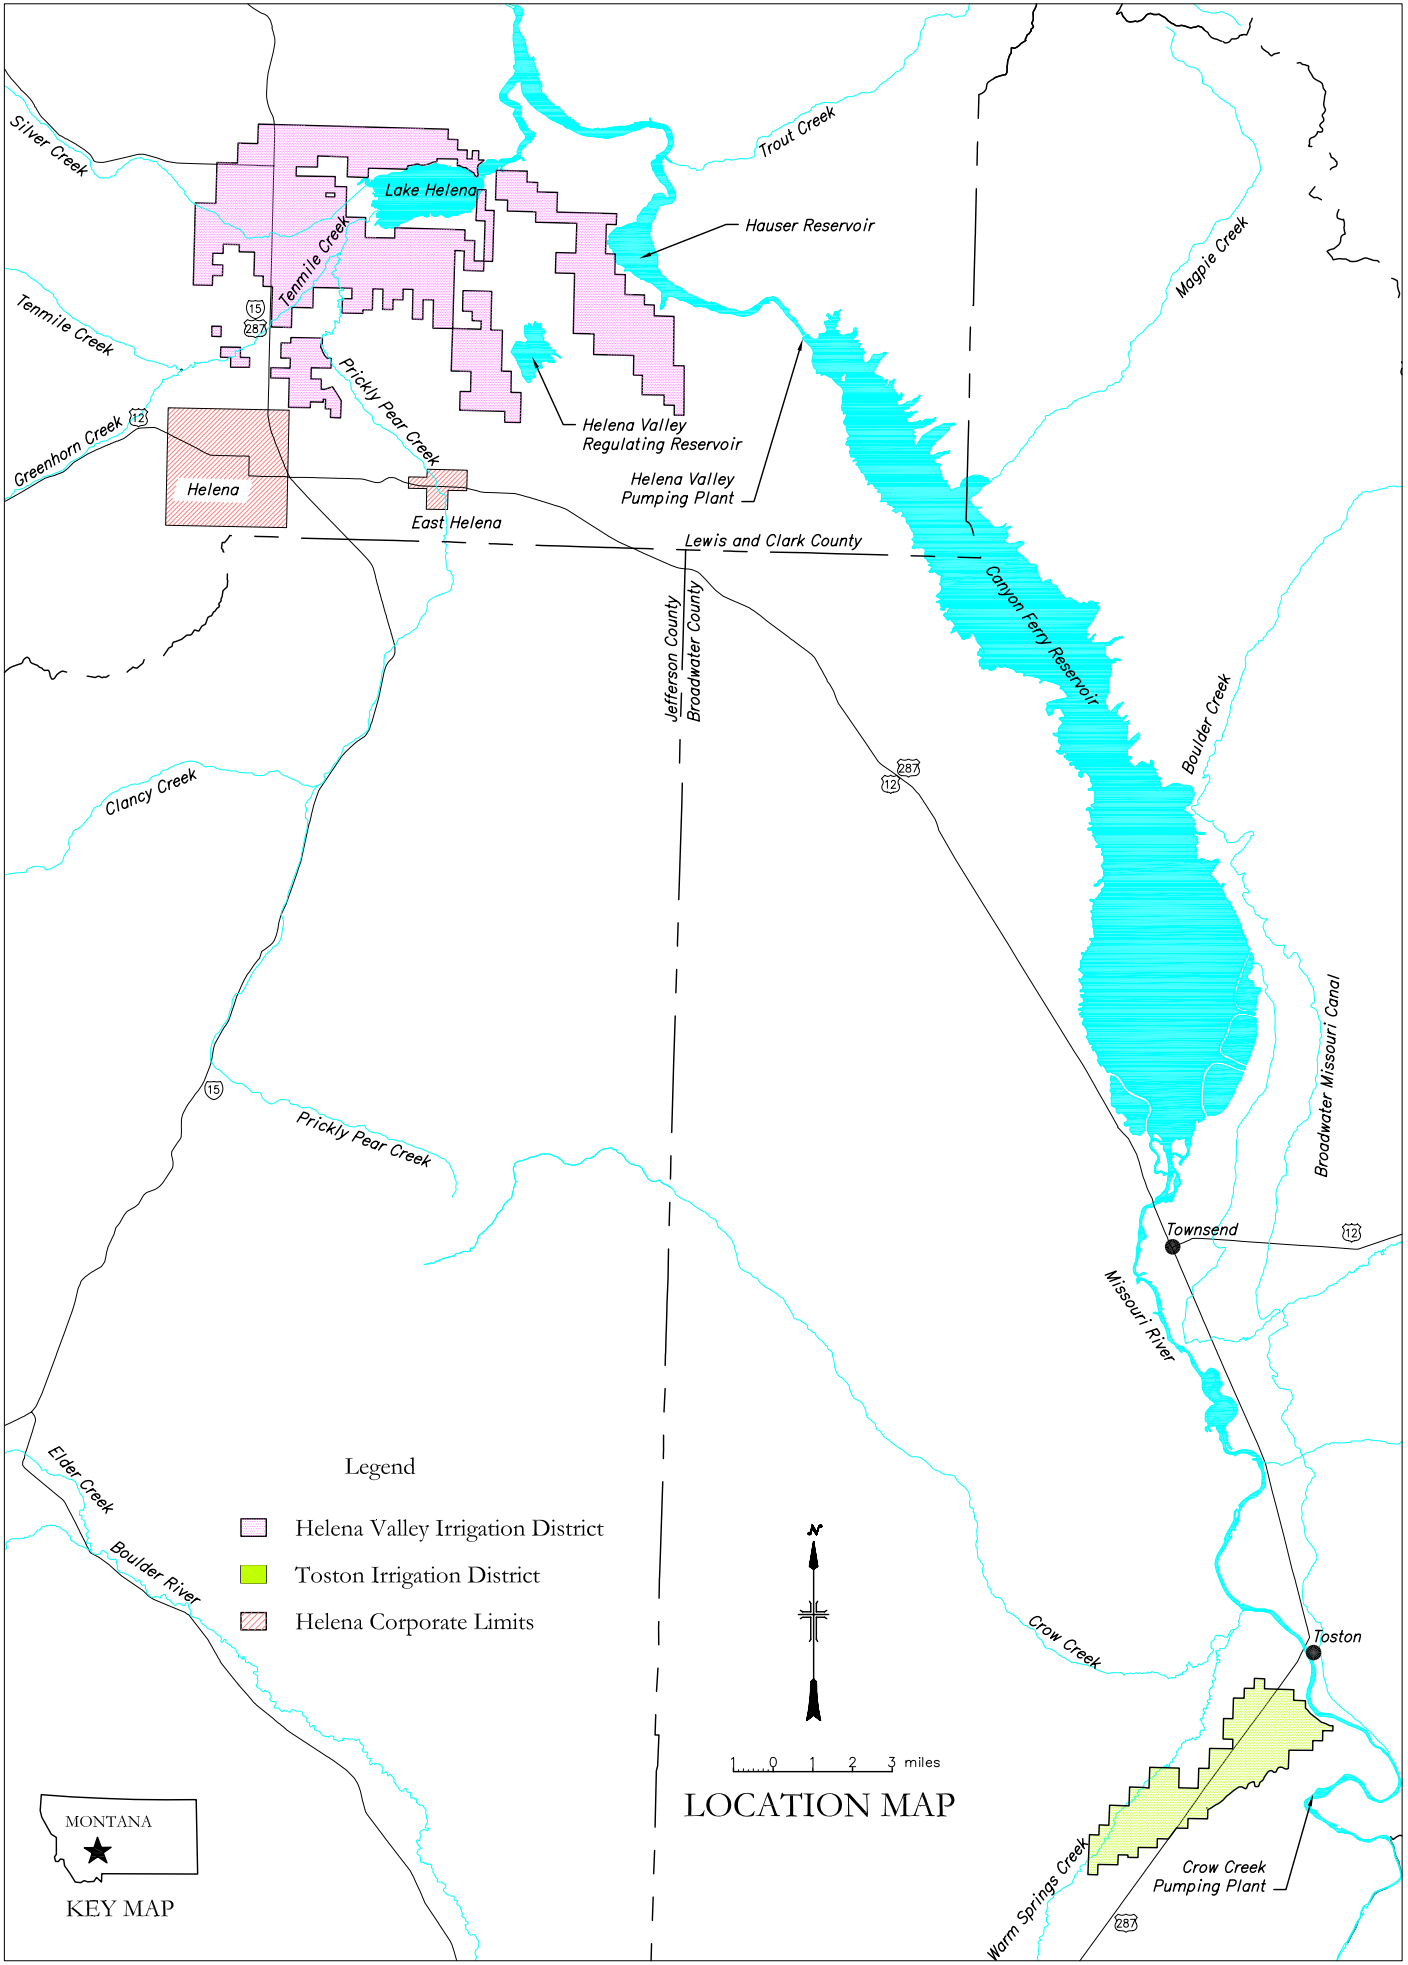 Silver Creek
Trout Creek
Lake Helena
Hauser Reservoir
Magpie Creek
Tenmile Creek
15
287
Tenmile Creek
Prickly Pear Creek
12
Greenhorn Creek
Helena Valley
Regulating Reservoir
Helena Valley
Pumping Plant
Helena
East Helena
Lewis and Clark County
Canyon Ferry Reservoir
Jefferson County
Broadwater County
Boulder Creek
287
12
Clancy Creek
Broadwater Missouri Canal
15
Prickly Pear Creek
Townsend
12
Missouri River
Elder Creek
Boulder River
Legend
Helena Valley Irrigation District
Toston Irrigation District
Helena Corporate Limits
N
Crow Creek
Toston
1 0 1 2 3 miles
LOCATION MAP
MONTANA
KEY MAP
Warm Springs Creek
Crow Creek
Pumping Plant
287